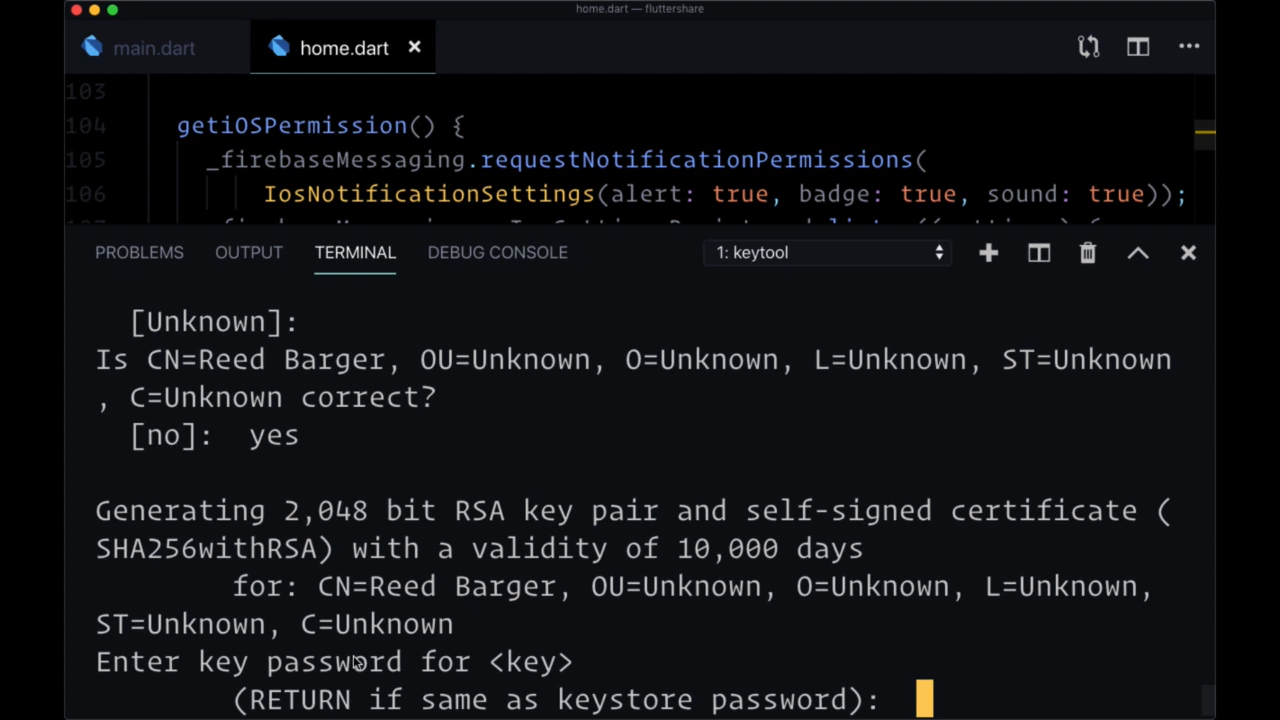 home.dart — fluttershare
main.dart
home.dart
103
104 getiOSPermission() {
105 _firebaseMessaging.requestNotificationPermissions(
106 IosNotificationSettings(alert: true, badge: true, sound: true));
PROBLEMS OUTPUT TERMINAL DEBUG CONSOLE 1: keytool
[Unknown]:
Is CN=Reed Barger, OU=Unknown, O=Unknown, L=Unknown, ST=Unknown
, C=Unknown correct?
[no]: yes
Generating 2,048 bit RSA key pair and self-signed certificate (
SHA256withRSA) with a validity of 10,000 days
for: CN=Reed Barger, OU=Unknown, O=Unknown, L=Unknown,
ST=Unknown, C=Unknown
Enter key password for <key>
(RETURN if same as keystore password):